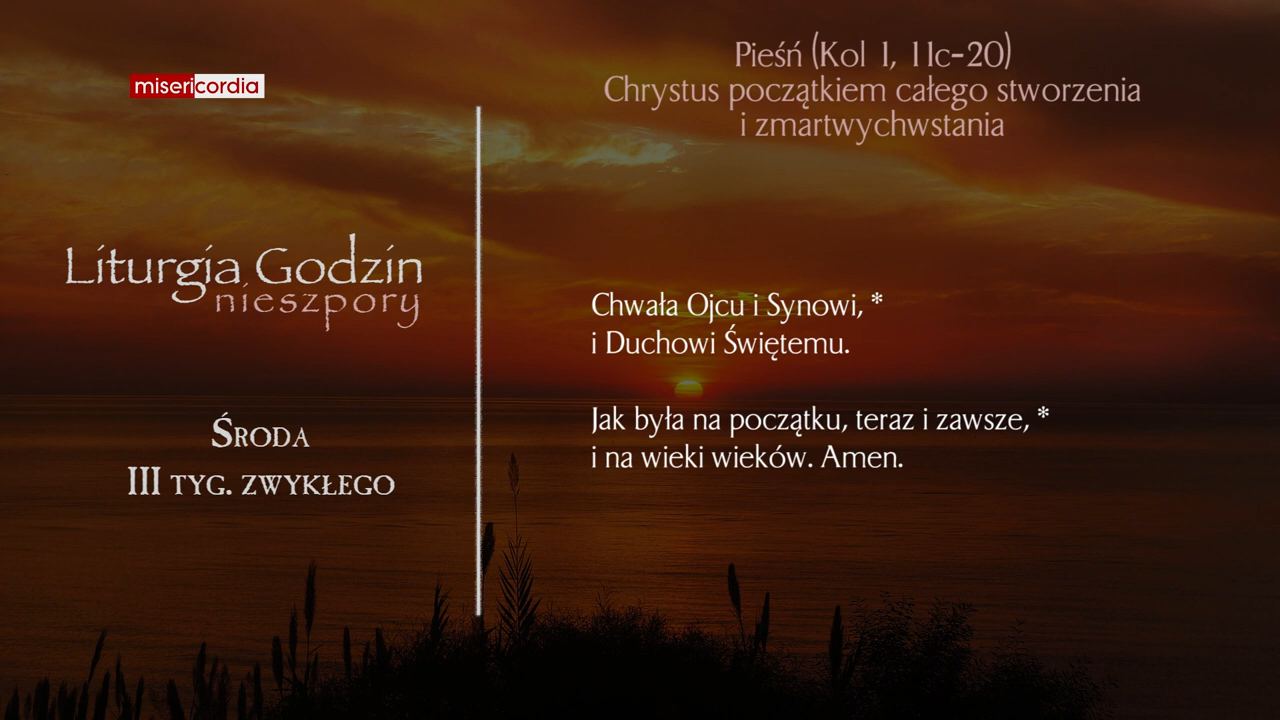 misericordia
Liturgia Godzin
nieszpory
Środa
III tyg. zwykłego
Pieśń (Kol 1, 11c-20)
Chrystus początkiem całego stworzenia
i zmartwychwstania
Chwała Ojcu i Synowi, *
i Duchowi Świętemu.
Jak była na początku, teraz i zawsze, *
i na wieki wieków. Amen.